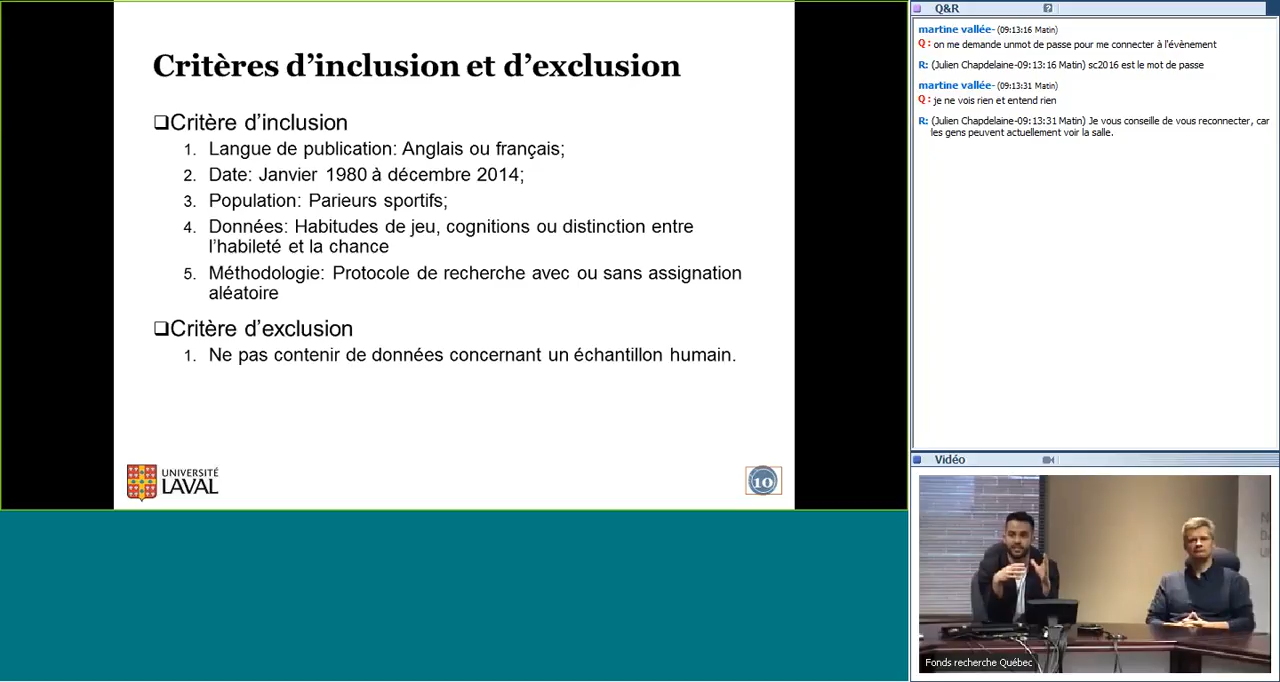 Critères d'inclusion et d'exclusion
❑Critère d'inclusion
1. Langue de publication: Anglais ou français;
2. Date: Janvier 1980 à décembre 2014;
3. Population: Parieurs sportifs;
4. Données: Habitudes de jeu, cognitions ou distinction entre
l'habileté et la chance
5. Méthodologie: Protocole de recherche avec ou sans assignation
aléatoire
❑Critère d'exclusion
1. Ne pas contenir de données concernant un échantillon humain.
UNIVERSITÉ
LAVAL
10
Q&R
martine vallée- (09:13:16 Matin)
Q : on me demande unmot de passe pour me connecter à l'évènement
R: (Julien Chapdelaine-09:13:16 Matin) sc2016 est le mot de passe
martine vallée- (09:13:31 Matin)
Q : je ne vois rien et entend rien
R: (Julien Chapdelaine-09:13:31 Matin) Je vous conseille de vous reconnecter, car
les gens peuvent actuellement voir la salle.
Vidéo
Fonds recherche Québec